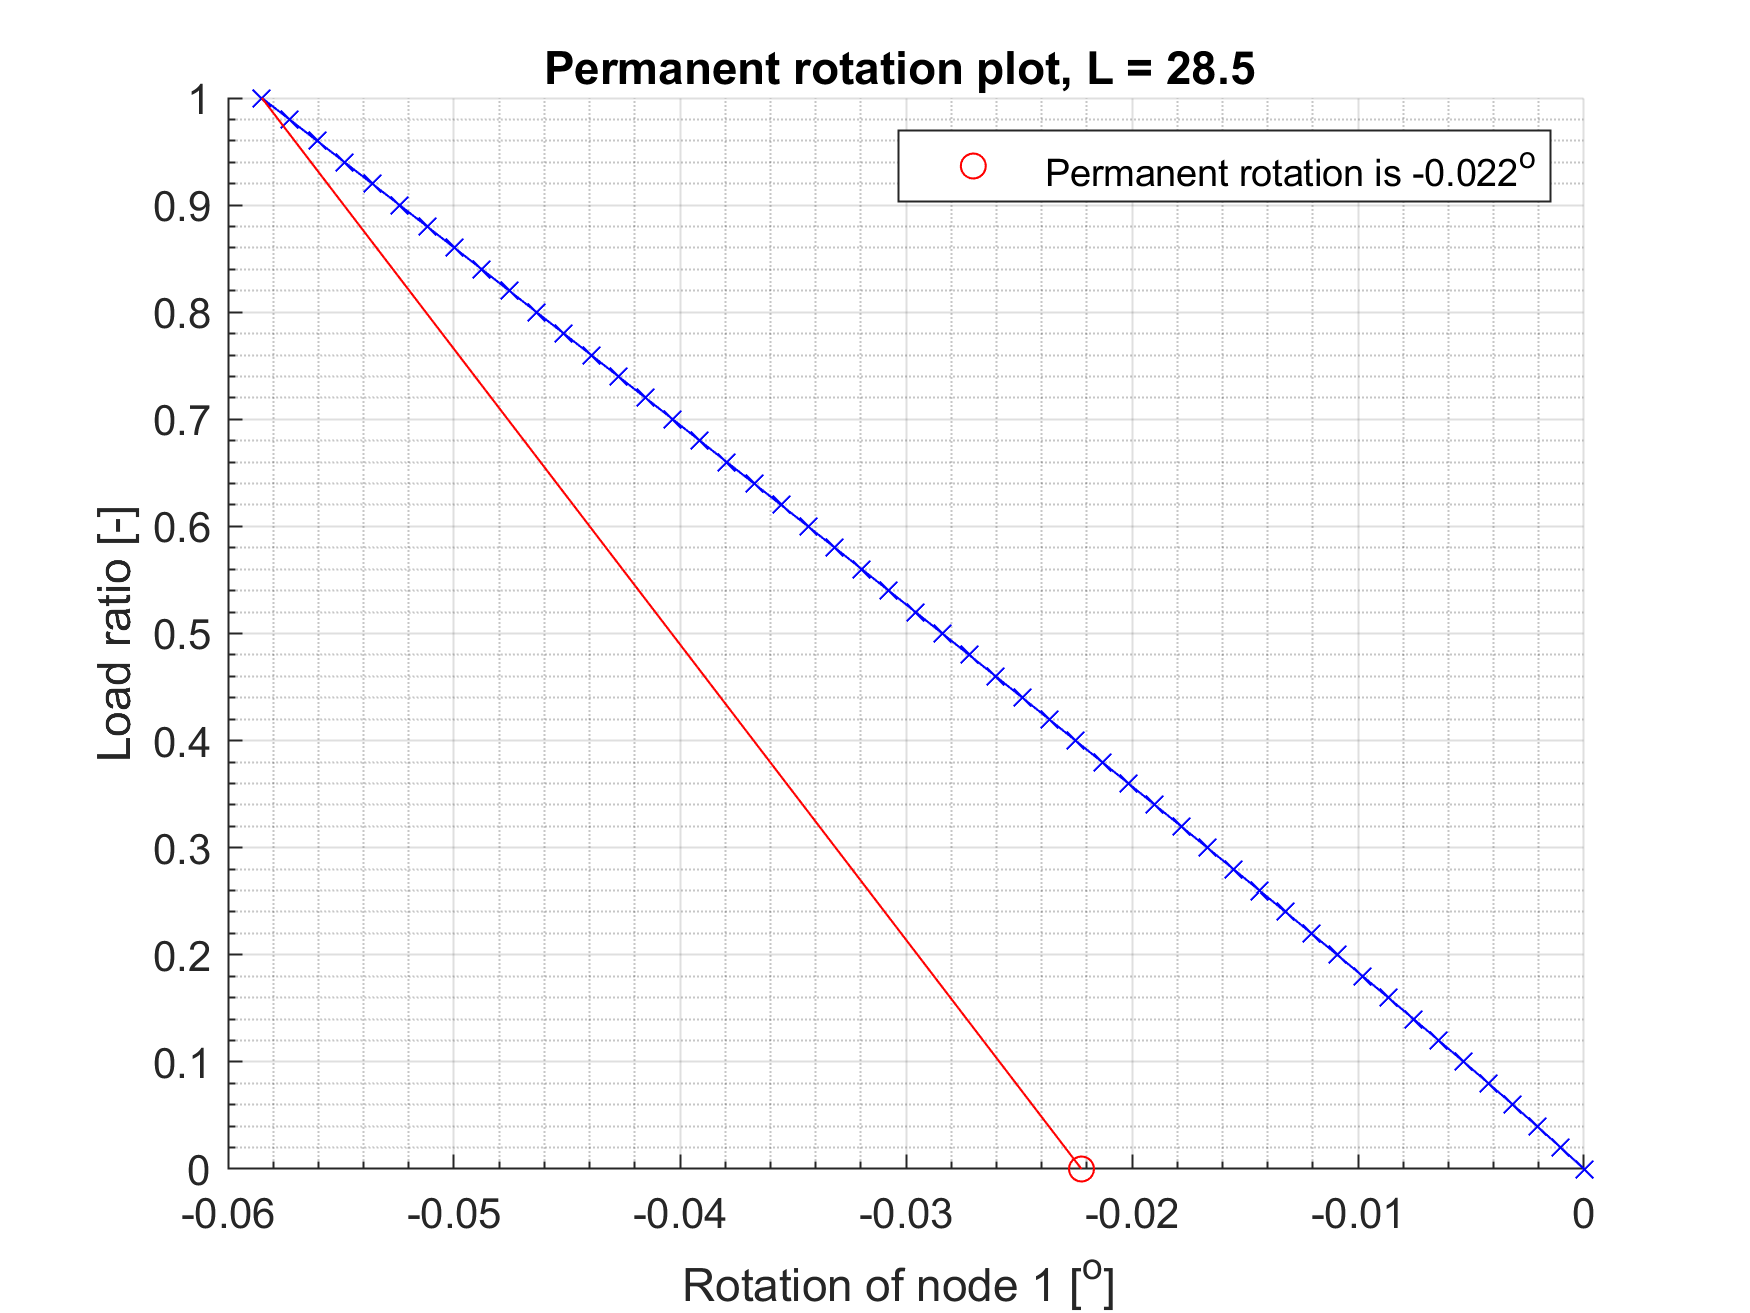 Permanent rotation plot, L = 28.5
Permanent rotation is -0.022°
1
0.9
0.8
0.7
0.6
0.5
0.4
0.3
0.2
0.1
0
Load ratio [-]
-0.06 -0.05 -0.04 -0.03 -0.02 -0.01 0
Rotation of node 1 [°]